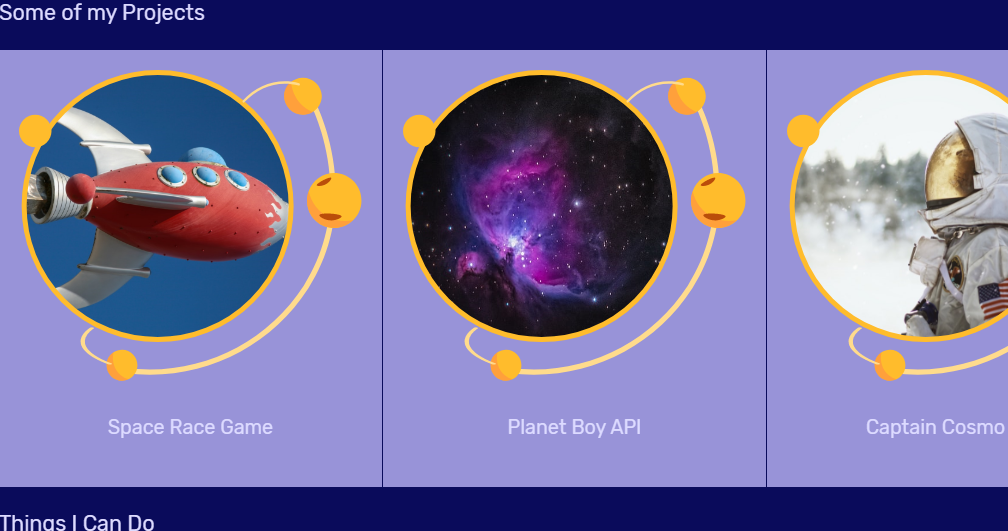 Some of my Projects
Space Race Game
Planet Boy API
Captain Cosmo
Things I Can Do